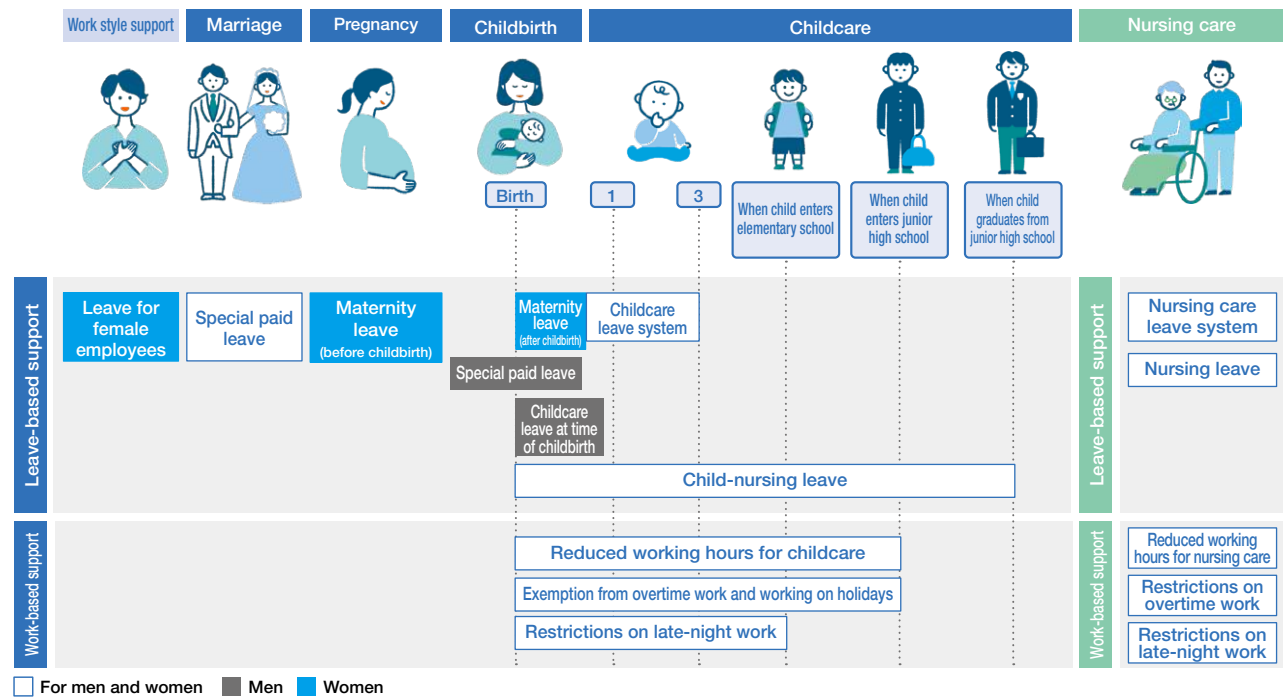 Work style support
Marriage
Pregnancy
Childbirth
Childcare
Nursing care
Birth
1
3
When child enters
elementary school
When child
enters junior
high school
When child
graduates from
junior high school
Leave-based support
Leave for
female
employees
Special paid
leave
Maternity
leave
(before childbirth)
Maternity
leave
(after childbirth)
Childcare
leave system
Special paid leave
Childcare
leave at time
of childbirth
Child-nursing leave
Leave-based support
Nursing care
leave system
Nursing leave
Work-based support
Reduced working hours for childcare
Exemption from overtime work and working on holidays
Restrictions on late-night work
Work-based support
Reduced working
hours for nursing care
Restrictions on
overtime work
Restrictions on
late-night work
For men and women
Men
Women